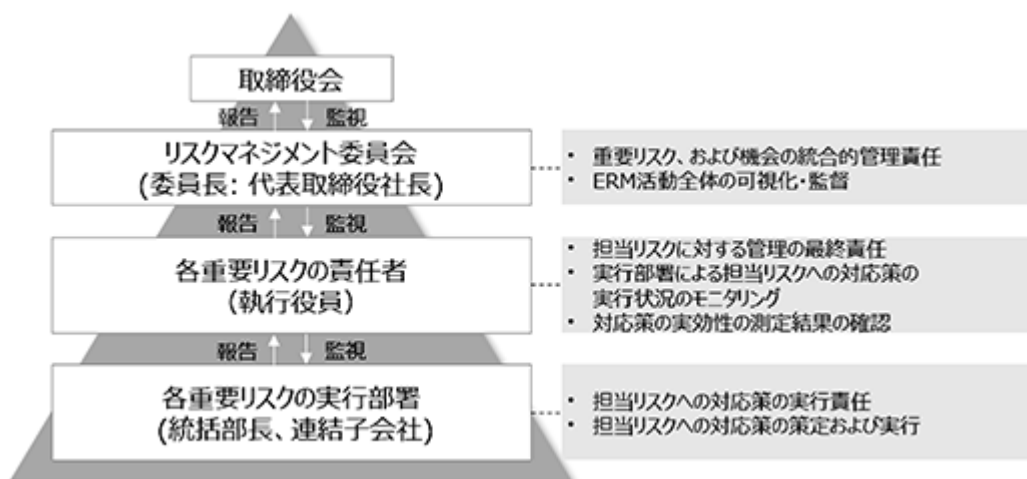 取締役会
報告 監視
リスクマネジメント委員会
(委員長: 代表取締役社長)
・ 重要リスク、および機会の統合的管理責任
・ ERM活動全体の可視化・監督
報告 監視
各重要リスクの責任者
(執行役員)
・ 担当リスクに対する管理の最終責任
・ 実行部署による担当リスクへの対応策の
実行状況のモニタリング
・ 対応策の実効性の測定結果の確認
報告 監視
各重要リスクの実行部署
(統括部長、連結子会社)
・ 担当リスクへの対応策の実行責任
・ 担当リスクへの対応策の策定および実行